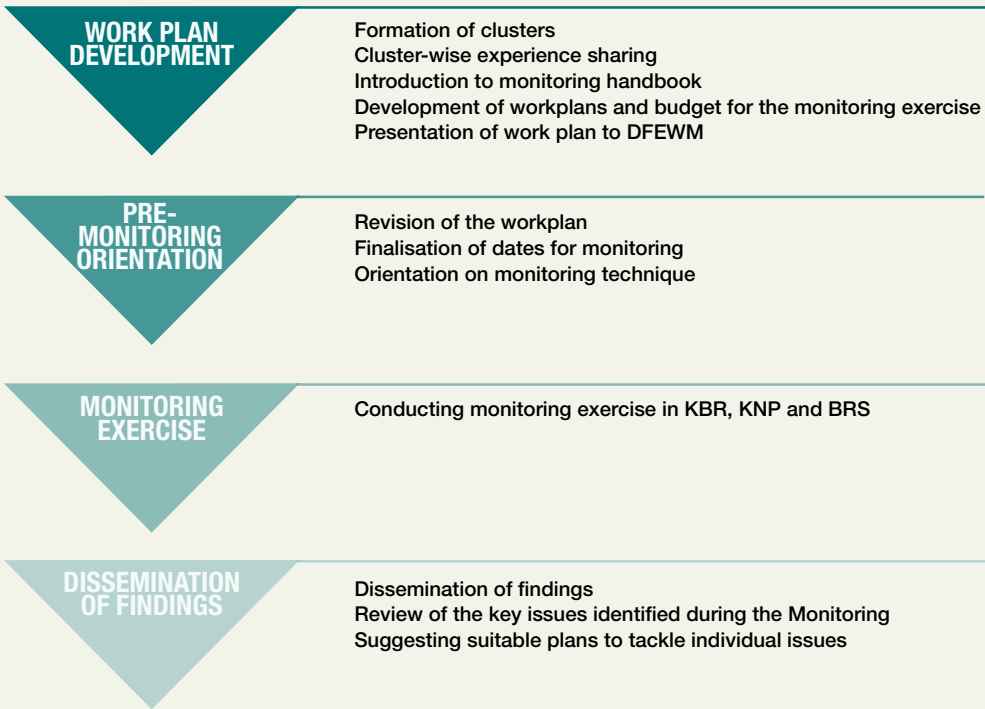 WORK PLAN
DEVELOPMENT
Formation of clusters
Cluster-wise experience sharing
Introduction to monitoring handbook
Development of workplans and budget for the monitoring exercise
Presentation of work plan to DFEWM
PRE-
MONITORING
ORIENTATION
Revision of the workplan
Finalisation of dates for monitoring
Orientation on monitoring technique
MONITORING
EXERCISE
Conducting monitoring exercise in KBR, KNP and BRS
DISSEMINATION
OF FINDINGS
Dissemination of findings
Review of the key issues identified during the Monitoring
Suggesting suitable plans to tackle individual issues